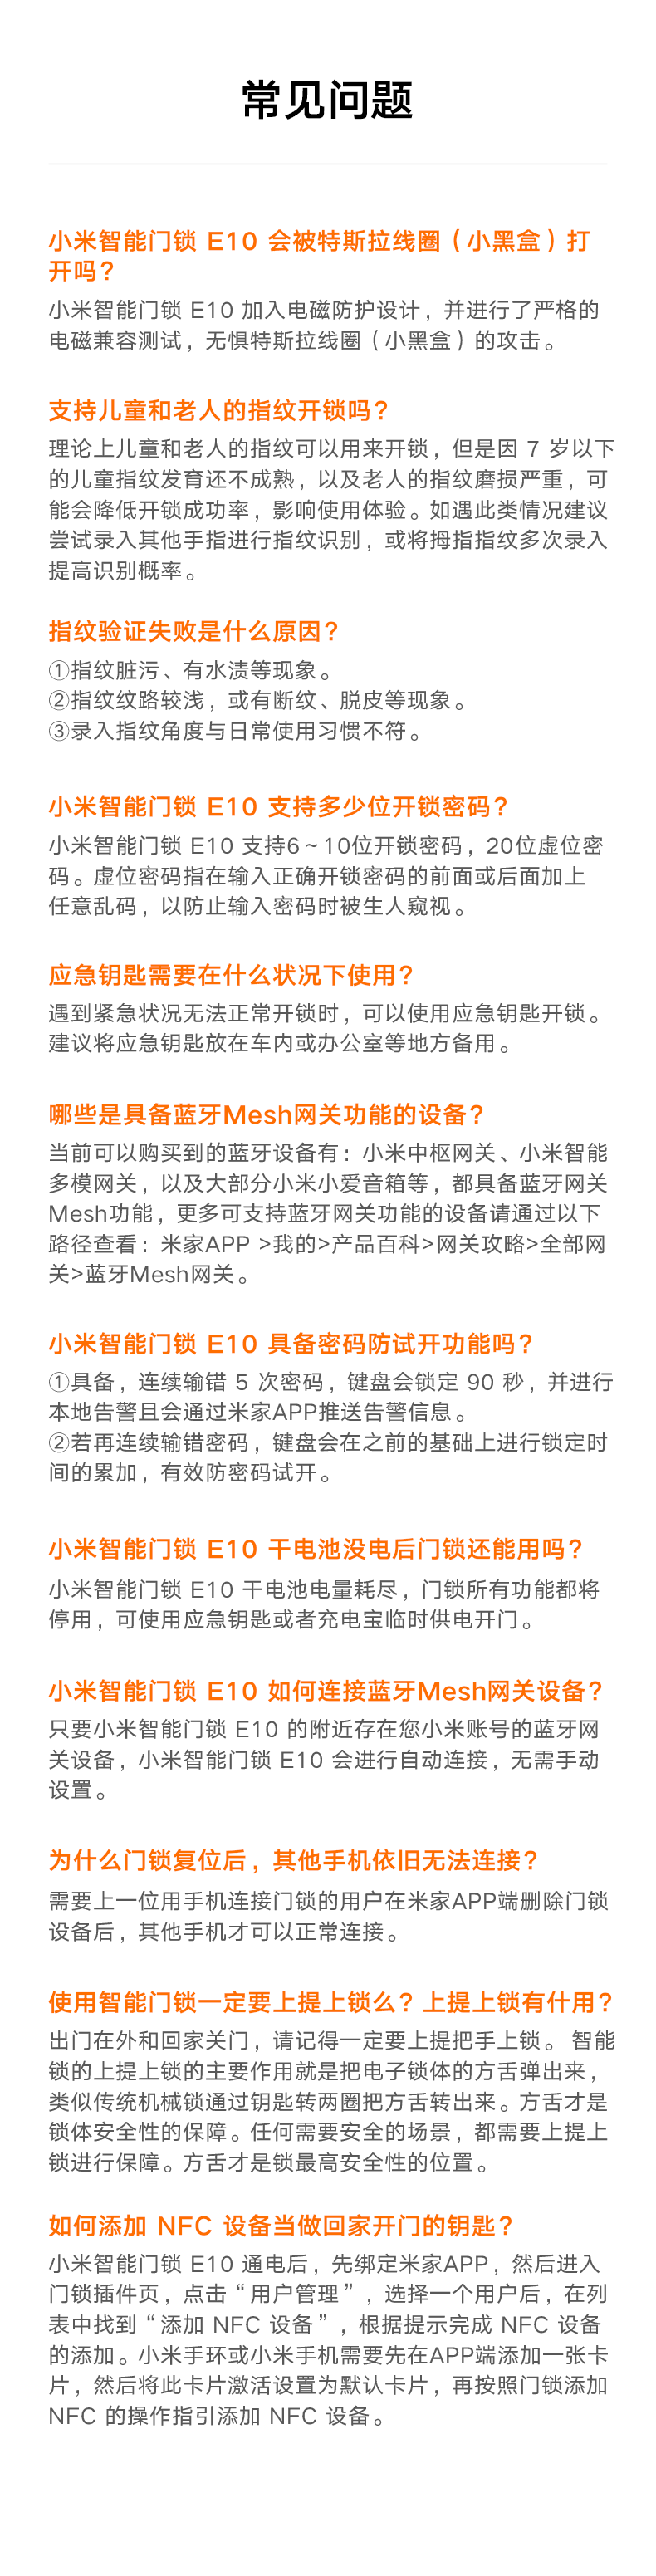 常见问题
小米智能门锁 E10 会被特斯拉线圈（小黑盒）打
开吗？
小米智能门锁 E10 加入电磁防护设计，并进行了严格的
电磁兼容测试，无惧特斯拉线圈（小黑盒）的攻击。
支持儿童和老人的指纹开锁吗？
理论上儿童和老人的指纹可以用来开锁，但是因 7 岁以下
的儿童指纹发育还不成熟，以及老人的指纹磨损严重，可
能会降低开锁成功率，影响使用体验。如遇此类情况建议
尝试录入其他手指进行指纹识别，或将拇指指纹多次录入
提高识别概率。
指纹验证失败是什么原因？
①指纹脏污、有水渍等现象。
②指纹纹路较浅，或有断纹、脱皮等现象。
③录入指纹角度与日常使用习惯不符。
小米智能门锁 E10 支持多少位开锁密码？
小米智能门锁 E10 支持6～10位开锁密码，20位虚位密
码。虚位密码指在输入正确开锁密码的前面或后面加上
任意乱码，以防止输入密码时被生人窥视。
应急钥匙需要在什么状况下使用？
遇到紧急状况无法正常开锁时，可以使用应急钥匙开锁。
建议将应急钥匙放在车内或办公室等地方备用。
哪些是具备蓝牙Mesh网关功能的设备？
当前可以购买到的蓝牙设备有：小米中枢网关、小米智能
多模网关，以及大部分小米小爱音箱等，都具备蓝牙网关
Mesh功能，更多可支持蓝牙网关功能的设备请通过以下
路径查看：米家APP >我的>产品百科>网关攻略>全部网
关>蓝牙Mesh网关。
小米智能门锁 E10 具备密码防试开功能吗？
①具备，连续输错 5 次密码，键盘会锁定 90 秒，并进行
本地告警且会通过米家APP推送告警信息。
②若再连续输错密码，键盘会在之前的基础上进行锁定时
间的累加，有效防密码试开。
小米智能门锁 E10 干电池没电后门锁还能用吗？
小米智能门锁 E10 干电池电量耗尽，门锁所有功能都将
停用，可使用应急钥匙或者充电宝临时供电开门。
小米智能门锁 E10 如何连接蓝牙Mesh网关设备？
只要小米智能门锁 E10 的附近存在您小米账号的蓝牙网
关设备，小米智能门锁 E10 会进行自动连接，无需手动
设置。
为什么门锁复位后，其他手机依旧无法连接？
需要上一位用手机连接门锁的用户在米家APP端删除门锁
设备后，其他手机才可以正常连接。
使用智能门锁一定要上提上锁么？上提上锁有什用？
出门在外和回家关门，请记得一定要上提把手上锁。 智能
锁的上提上锁的主要作用就是把电子锁体的方舌弹出来，
类似传统机械锁通过钥匙转两圈把方舌转出来。方舌才是
锁体安全性的保障。任何需要安全的场景，都需要上提上
锁进行保障。方舌才是锁最高安全性的位置。
如何添加 NFC 设备当做回家开门的钥匙？
小米智能门锁 E10 通电后，先绑定米家APP，然后进入
门锁插件页，点击“用户管理”，选择一个用户后，在列
表中找到“添加 NFC 设备”，根据提示完成 NFC 设备
的添加。小米手环或小米手机需要先在APP端添加一张卡
片，然后将此卡片激活设置为默认卡片，再按照门锁添加
NFC 的操作指引添加 NFC 设备。